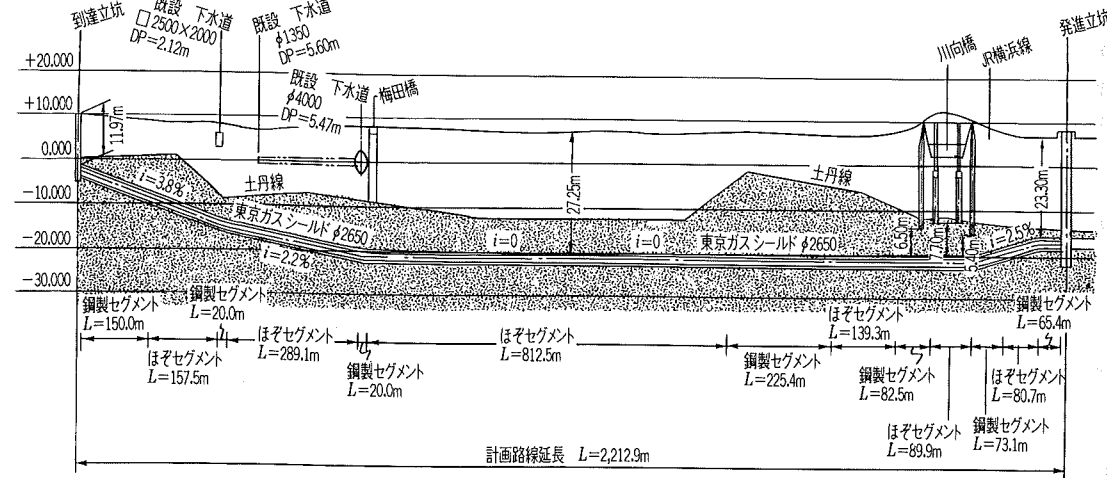 到達立坑
既設 下水道
□2500×2000
DP=2.12m
既設 下水道
φ1350
DP=5.60m
既設 下水道
φ4000
DP=5.47m
梅田橋
川向橋
JR横浜線
発進立坑
+20.000
+10.000
0.000
-10.000
-20.000
-30.000
11.97m
27.25m
23.30m
土丹線
土丹線
i=3.8%
東京ガスシールドφ2650
i=2.2%
i=0
i=0
東京ガスシールドφ2650
i=2.5%
鋼製セグメント
L=150.0m
鋼製セグメント
L=20.0m
ほぞセグメント
L=157.5m
ほぞセグメント
L=289.1m
鋼製セグメント
L=20.0m
ほぞセグメント
L=812.5m
鋼製セグメント
L=225.4m
ほぞセグメント
L=139.3m
鋼製セグメント
L=82.5m
ほぞセグメント
L=89.9m
鋼製セグメント
L=73.1m
ほぞセグメント
L=80.7m
鋼製セグメント
L=65.4m
計画路線延長 L=2,212.9m